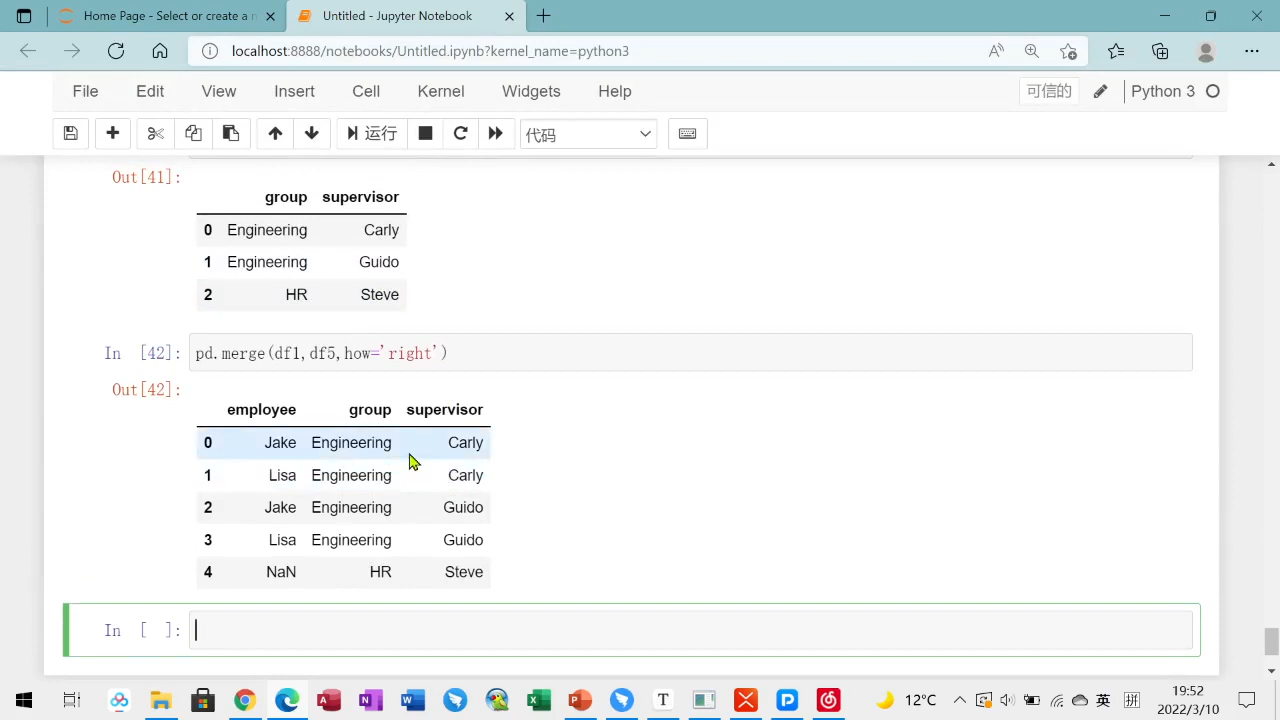 Home Page - Select or create a n
Untitled - Jupyter Notebook
localhost:8888/notebooks/Untitled.ipynb?kernel_name=python3
File Edit View Insert Cell Kernel Widgets Help 可信的 Python 3
运行 代码
Out[41]:
group supervisor
0 Engineering Carly
1 Engineering Guido
2 HR Steve
In [42]: pd.merge(df1,df5,how='right')
Out[42]:
employee group supervisor
0 Jake Engineering Carly
1 Lisa Engineering Carly
2 Jake Engineering Guido
3 Lisa Engineering Guido
4 NaN HR Steve
In [ ]:
12°C 英 拼 19:52
2022/3/10